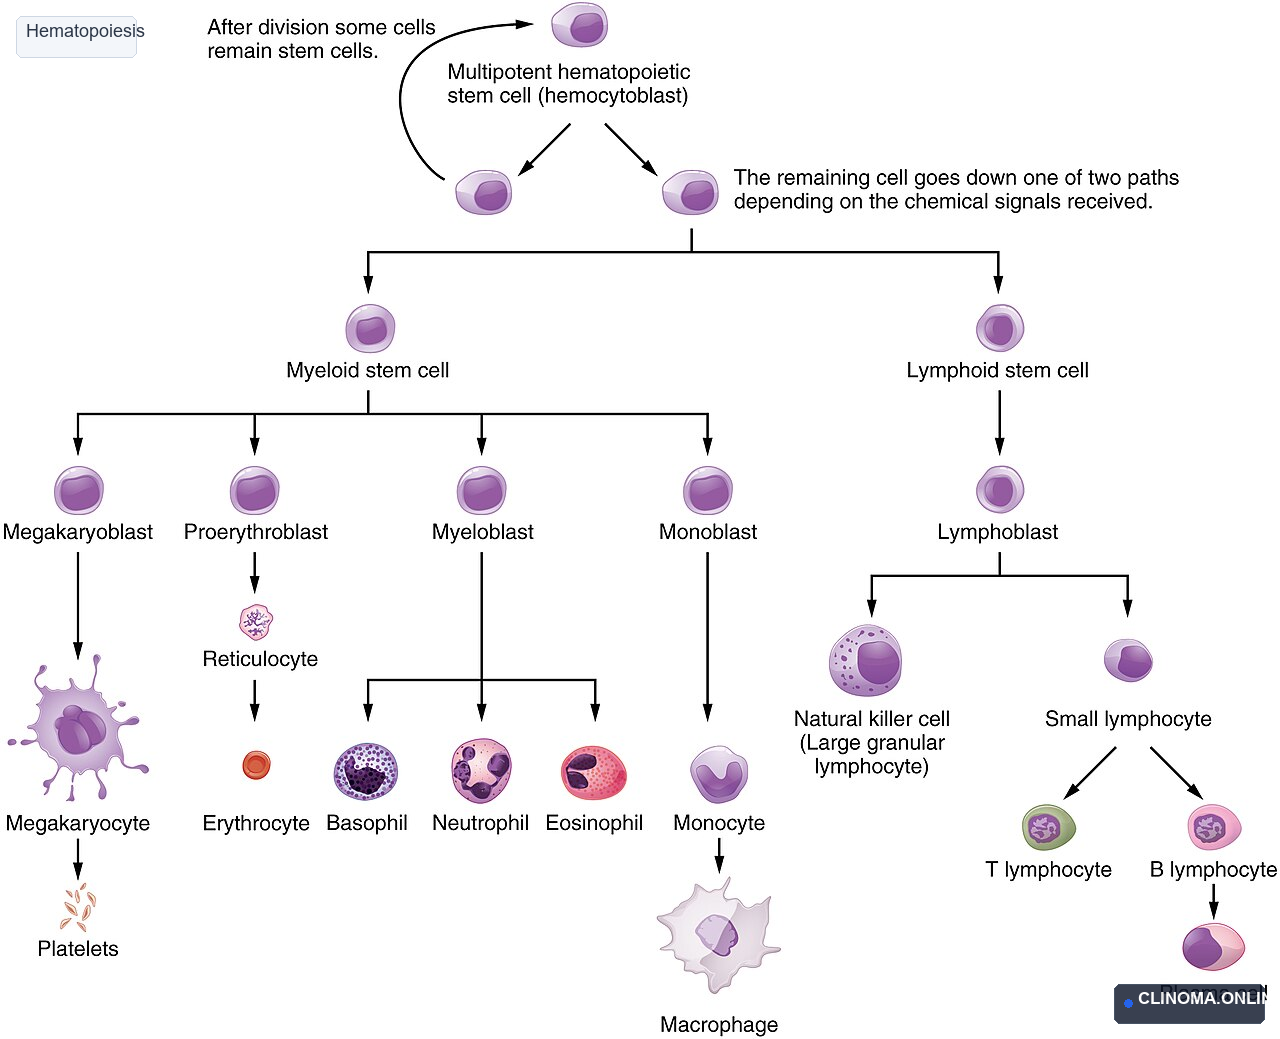 Hematopoiesis
After division some cells
remain stem cells.
Multipotent hematopoietic
stem cell (hemocytoblast)
The remaining cell goes down one of two paths
depending on the chemical signals received.
Myeloid stem cell
Lymphoid stem cell
Megakaryoblast
Proerythroblast
Myeloblast
Monoblast
Lymphoblast
Reticulocyte
Natural killer cell
(Large granular
lymphocyte)
Small lymphocyte
Megakaryocyte
Erythrocyte
Basophil
Neutrophil
Eosinophil
Monocyte
T lymphocyte
B lymphocyte
Platelets
Macrophage